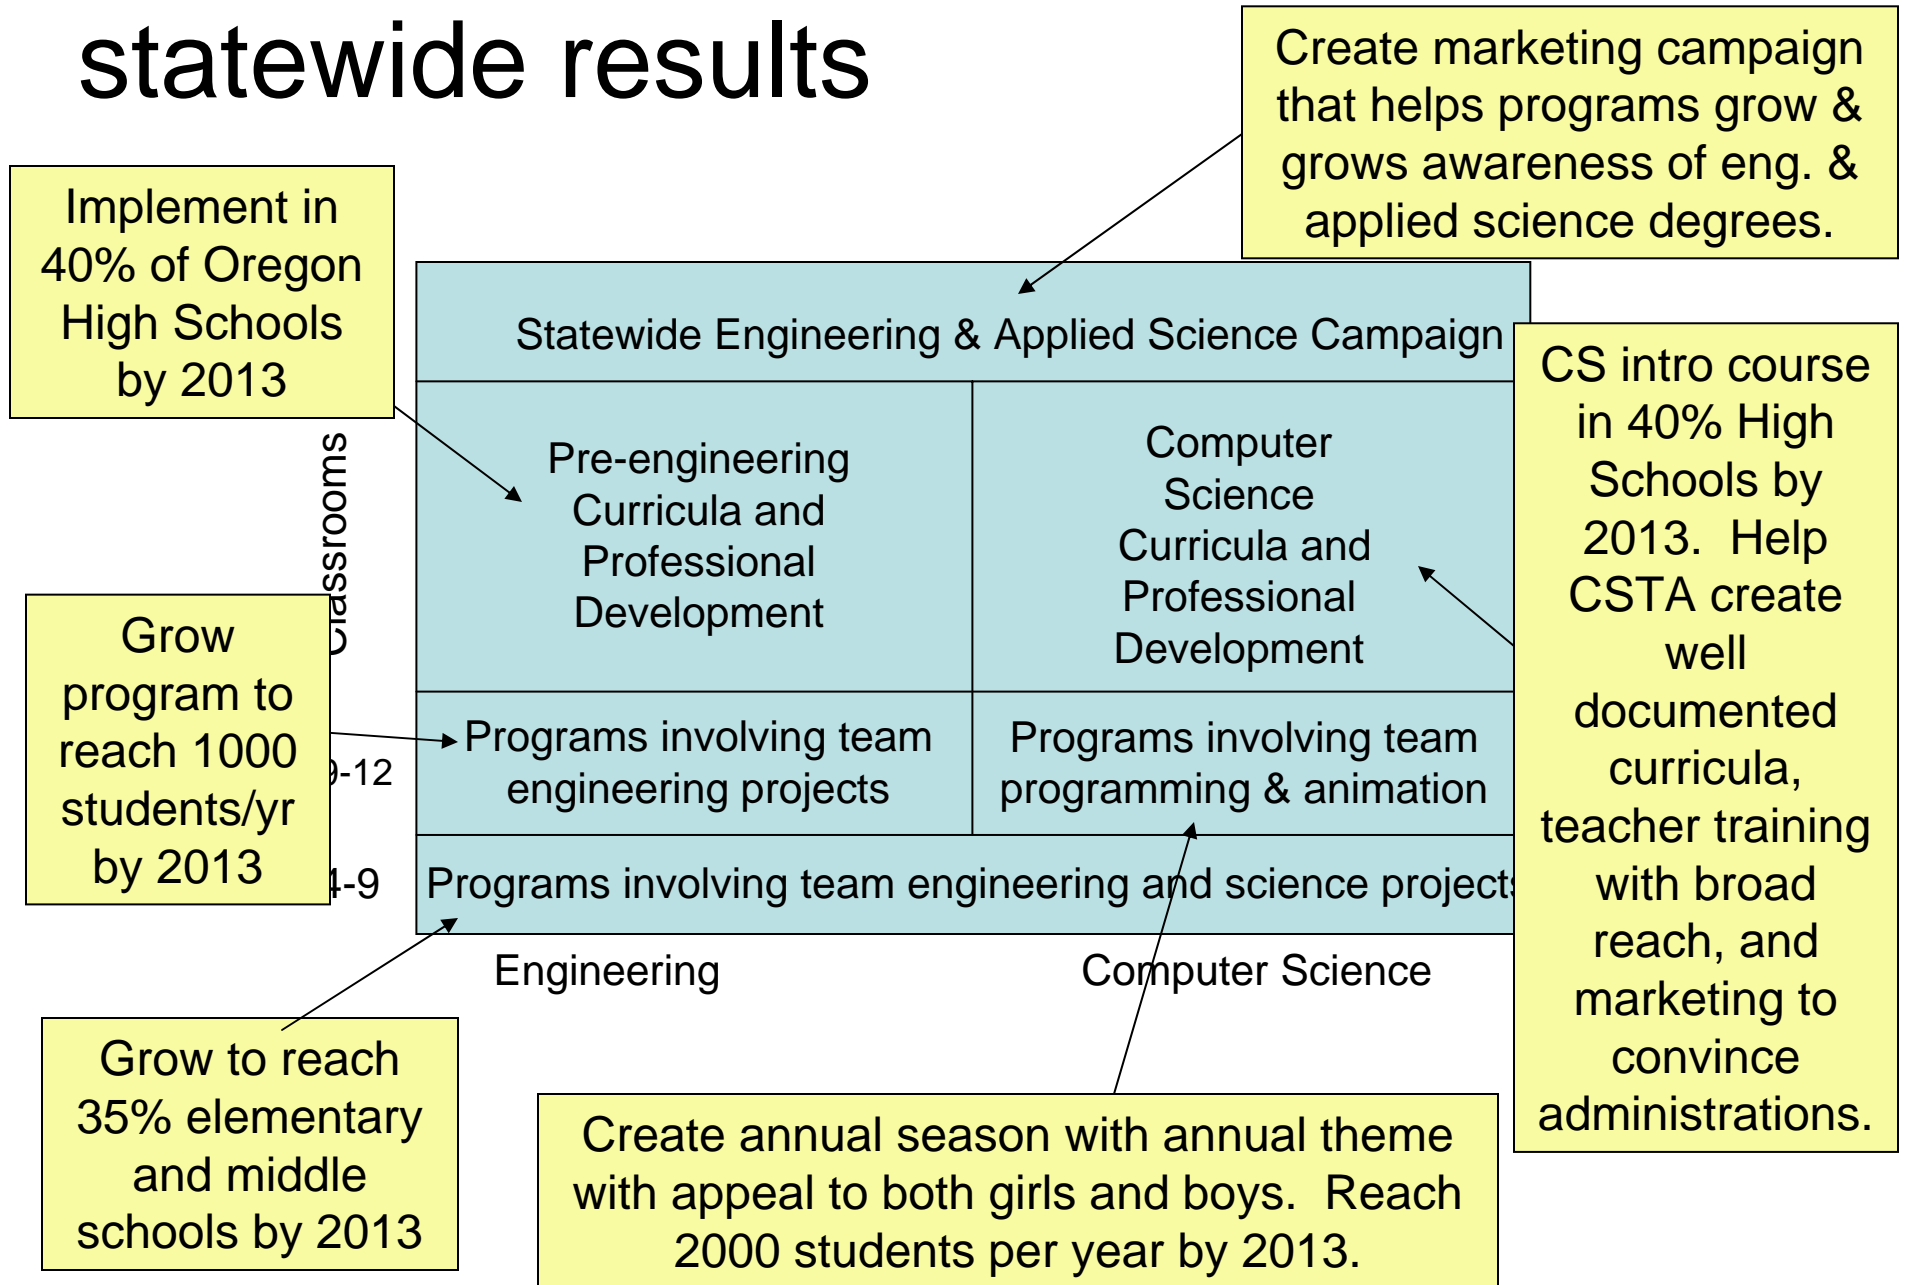 statewide results
Create marketing campaign
that helps programs grow &
grows awareness of eng. &
applied science degrees.
Implement in
40% of Oregon
High Schools
by 2013
Statewide Engineering & Applied Science Campaign
Classrooms
Pre-engineering
Curricula and
Professional
Development
Computer
Science
Curricula and
Professional
Development
CS intro course
in 40% High
Schools by
2013.  Help
CSTA create
well
documented
curricula,
teacher training
with broad
reach, and
marketing to
convince
administrations.
Grow
program to
reach 1000
students/yr
by 2013
9-12
Programs involving team
engineering projects
Programs involving team
programming & animation
4-9
Programs involving team engineering and science projects
Engineering
Computer Science
Grow to reach
35% elementary
and middle
schools by 2013
Create annual season with annual theme
with appeal to both girls and boys.  Reach
2000 students per year by 2013.